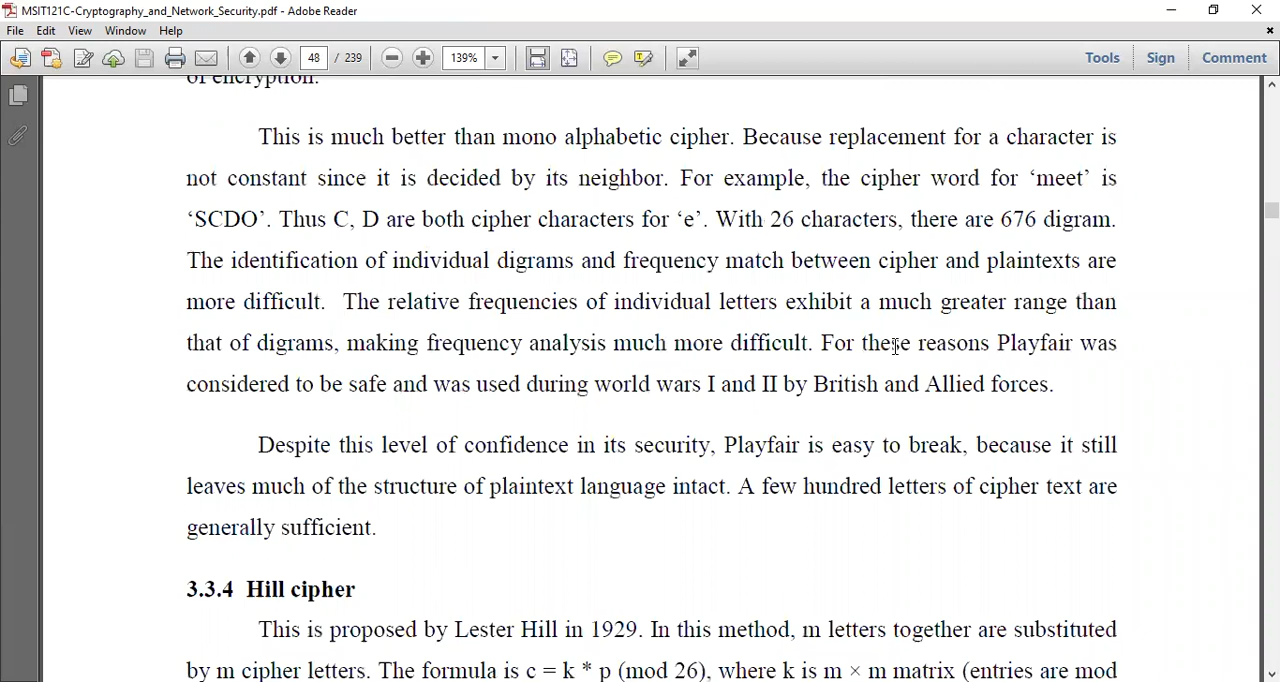 MSIT121C-Cryptography_and_Network_Security.pdf - Adobe Reader
File Edit View Window Help
48 / 239 139% Tools Sign Comment
of encryption.
This is much better than mono alphabetic cipher. Because replacement for a character is
not constant since it is decided by its neighbor. For example, the cipher word for ‘meet’ is
‘SCDO’. Thus C, D are both cipher characters for ‘e’. With 26 characters, there are 676 digram.
The identification of individual digrams and frequency match between cipher and plaintexts are
more difficult. The relative frequencies of individual letters exhibit a much greater range than
that of digrams, making frequency analysis much more difficult. For these reasons Playfair was
considered to be safe and was used during world wars I and II by British and Allied forces.
Despite this level of confidence in its security, Playfair is easy to break, because it still
leaves much of the structure of plaintext language intact. A few hundred letters of cipher text are
generally sufficient.
3.3.4 Hill cipher
This is proposed by Lester Hill in 1929. In this method, m letters together are substituted
by m cipher letters. The formula is c = k * p (mod 26), where k is m × m matrix (entries are mod